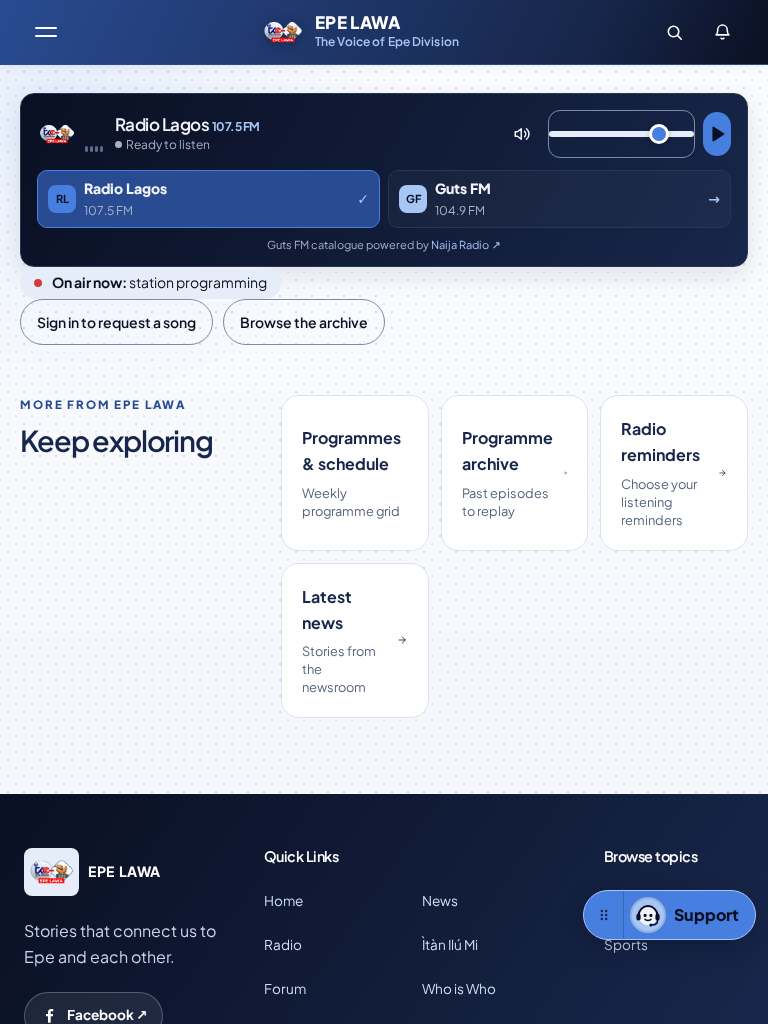 EPE LAWA
The Voice of Epe Division
Radio Lagos 107.5 FM
Ready to listen
RL
Radio Lagos
107.5 FM
✓
GF
Guts FM
104.9 FM
→
Guts FM catalogue powered by Naija Radio ↗
On air now: station programming
Sign in to request a song
Browse the archive
MORE FROM EPE LAWA
Keep exploring
Programmes
& schedule
Weekly
programme grid
Programme
archive
Past episodes
to replay
Radio
reminders
Choose your
listening
reminders
→
Latest
news
Stories from
the
newsroom
→
EPE LAWA
Stories that connect us to
Epe and each other.
Facebook ↗
Quick Links
Home
News
Radio
Ìtàn Ilú Mi
Forum
Who is Who
Browse topics
Support
Sports